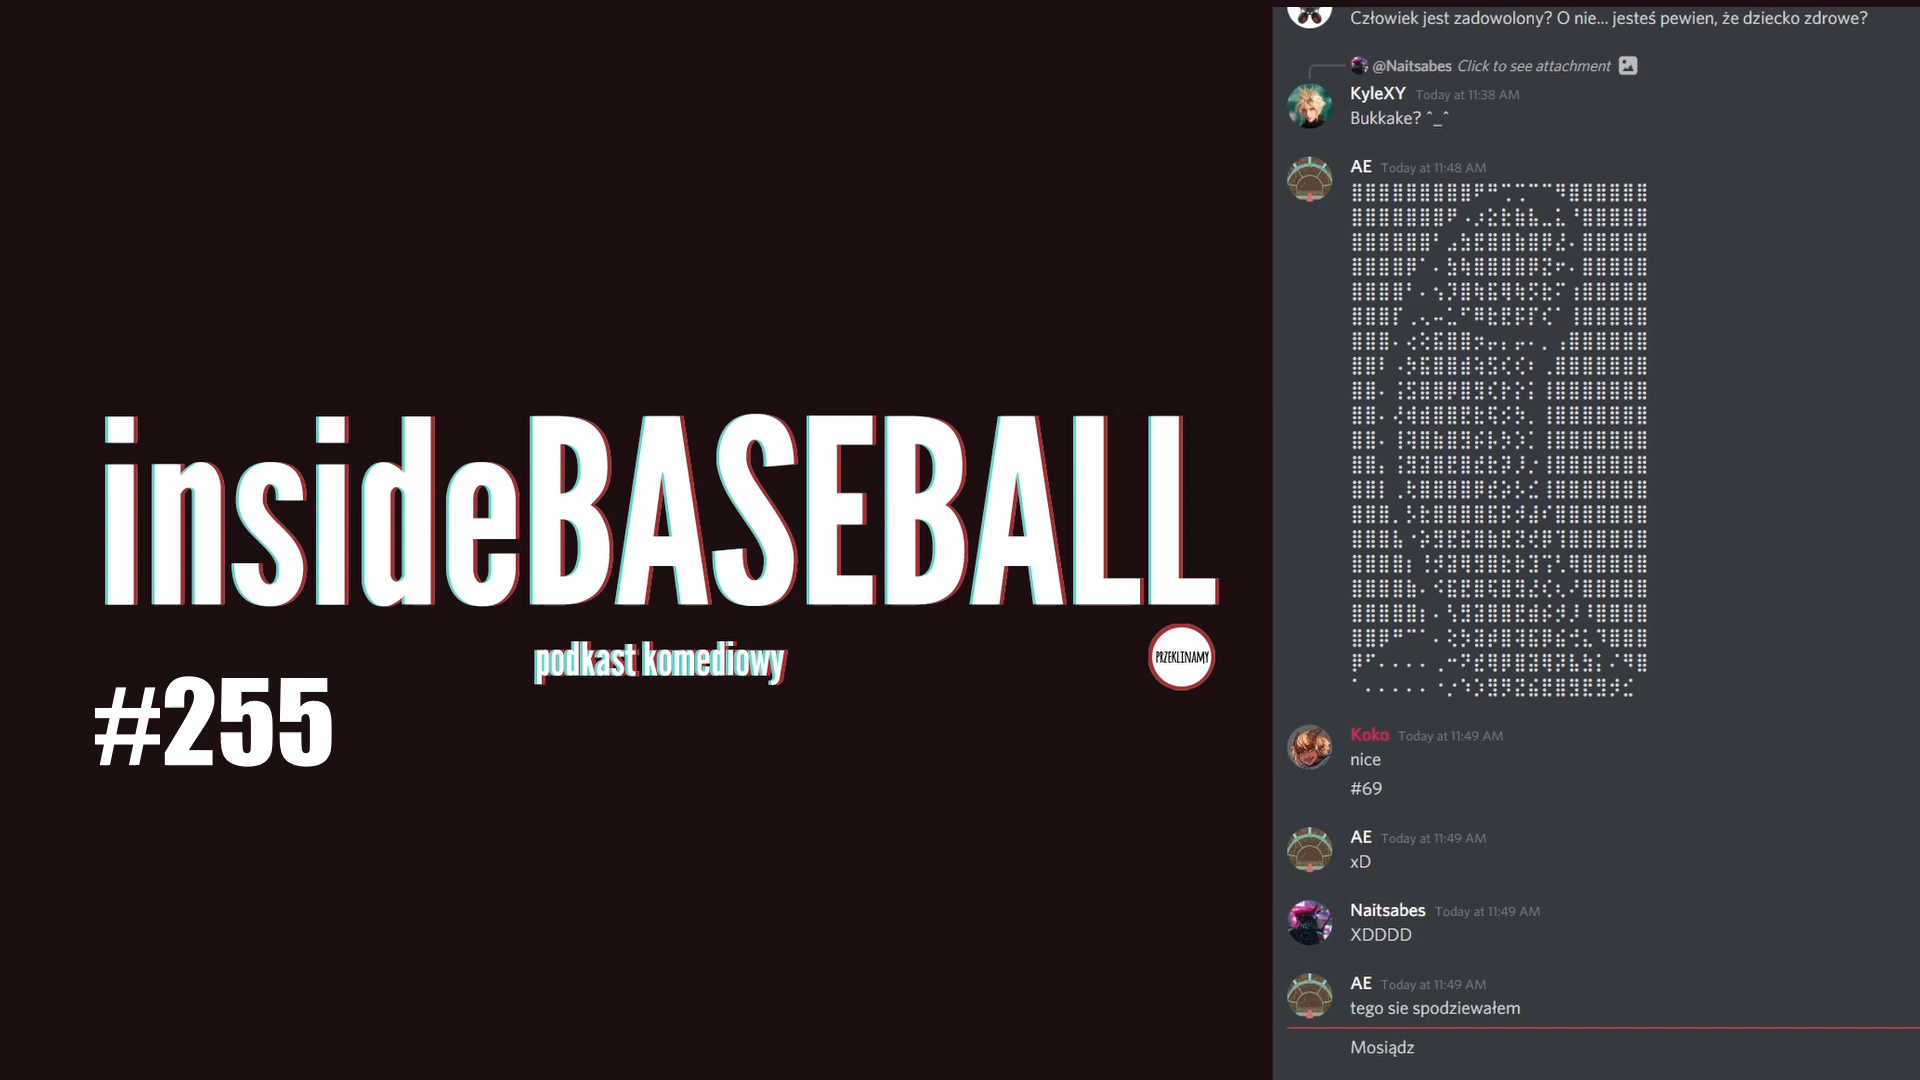 insideBASEBALL
podkast komediowy
PRZEKLINAMY
#255
Człowiek jest zadowolony? O nie... jesteś pewien, że dziecko zdrowe?
@Naitsabes Click to see attachment
KyleXY Today at 11:38 AM
Bukkake? ^_^
AE Today at 11:48 AM
Koko Today at 11:49 AM
nice
#69
AE Today at 11:49 AM
xD
Naitsabes Today at 11:49 AM
XDDDD
AE Today at 11:49 AM
tego sie spodziewałem
Mosiądz